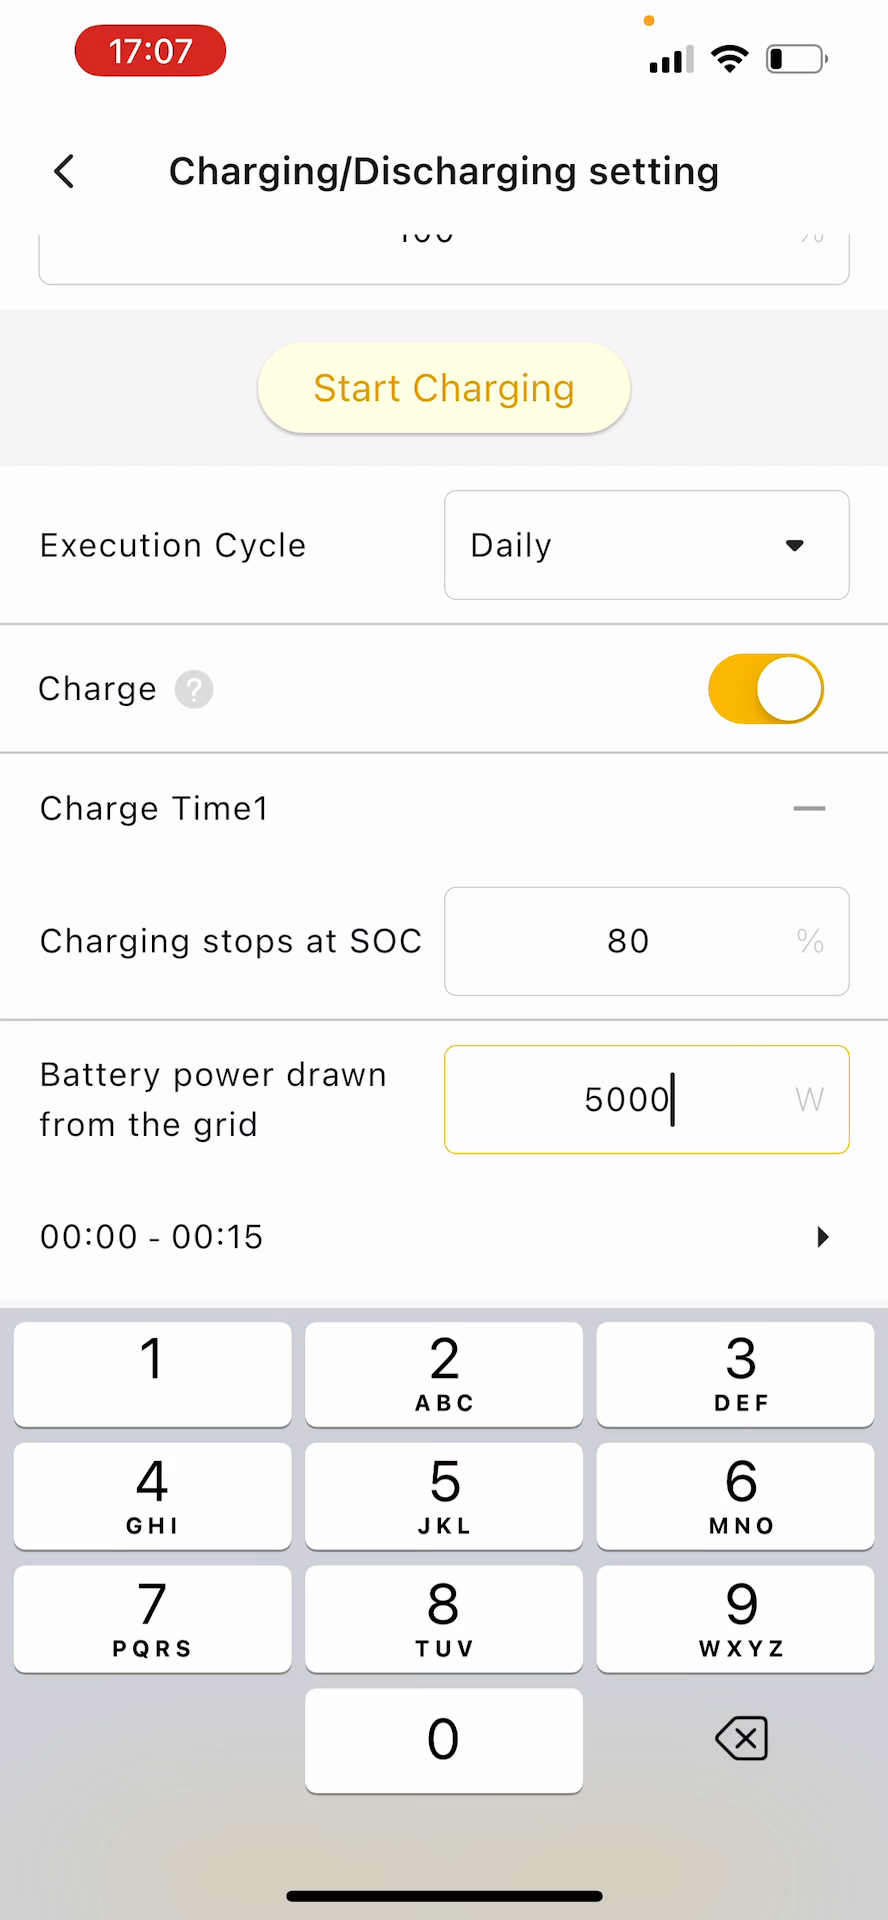 17:07
Charging/Discharging setting
Start Charging
Execution Cycle
Daily
Charge ?
Charge Time1
Charging stops at SOC
80
%
Battery power drawn
from the grid
5000
W
00:00 - 00:15
1
2
ABC
3
DEF
4
GHI
5
JKL
6
MNO
7
PQRS
8
TUV
9
WXYZ
0